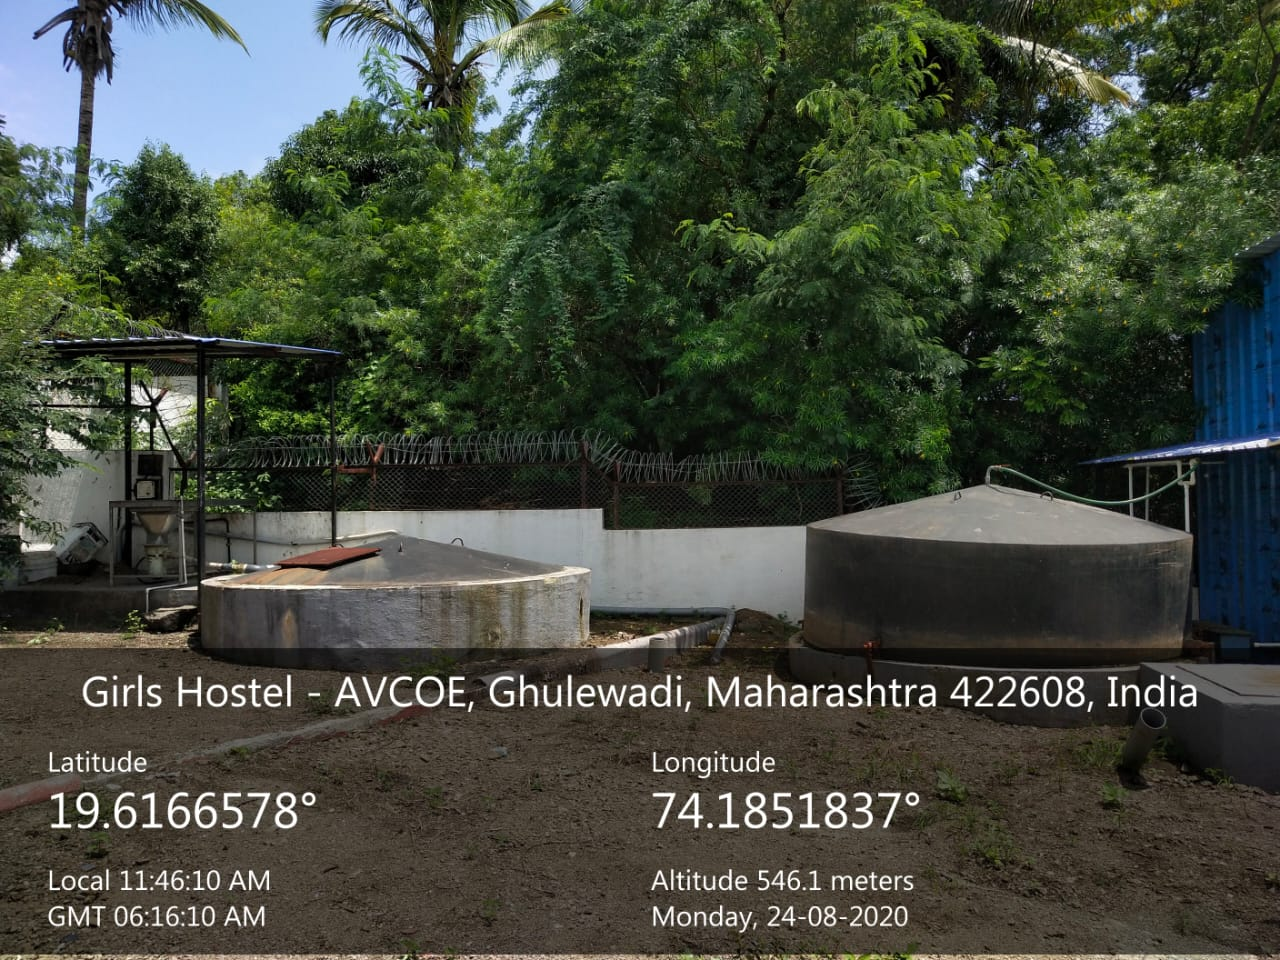 Girls Hostel - AVCOE, Ghulewadi, Maharashtra 422608, India
Latitude
19.6166578°
Longitude
74.1851837°
Local 11:46:10 AM
GMT 06:16:10 AM
Altitude 546.1 meters
Monday, 24-08-2020